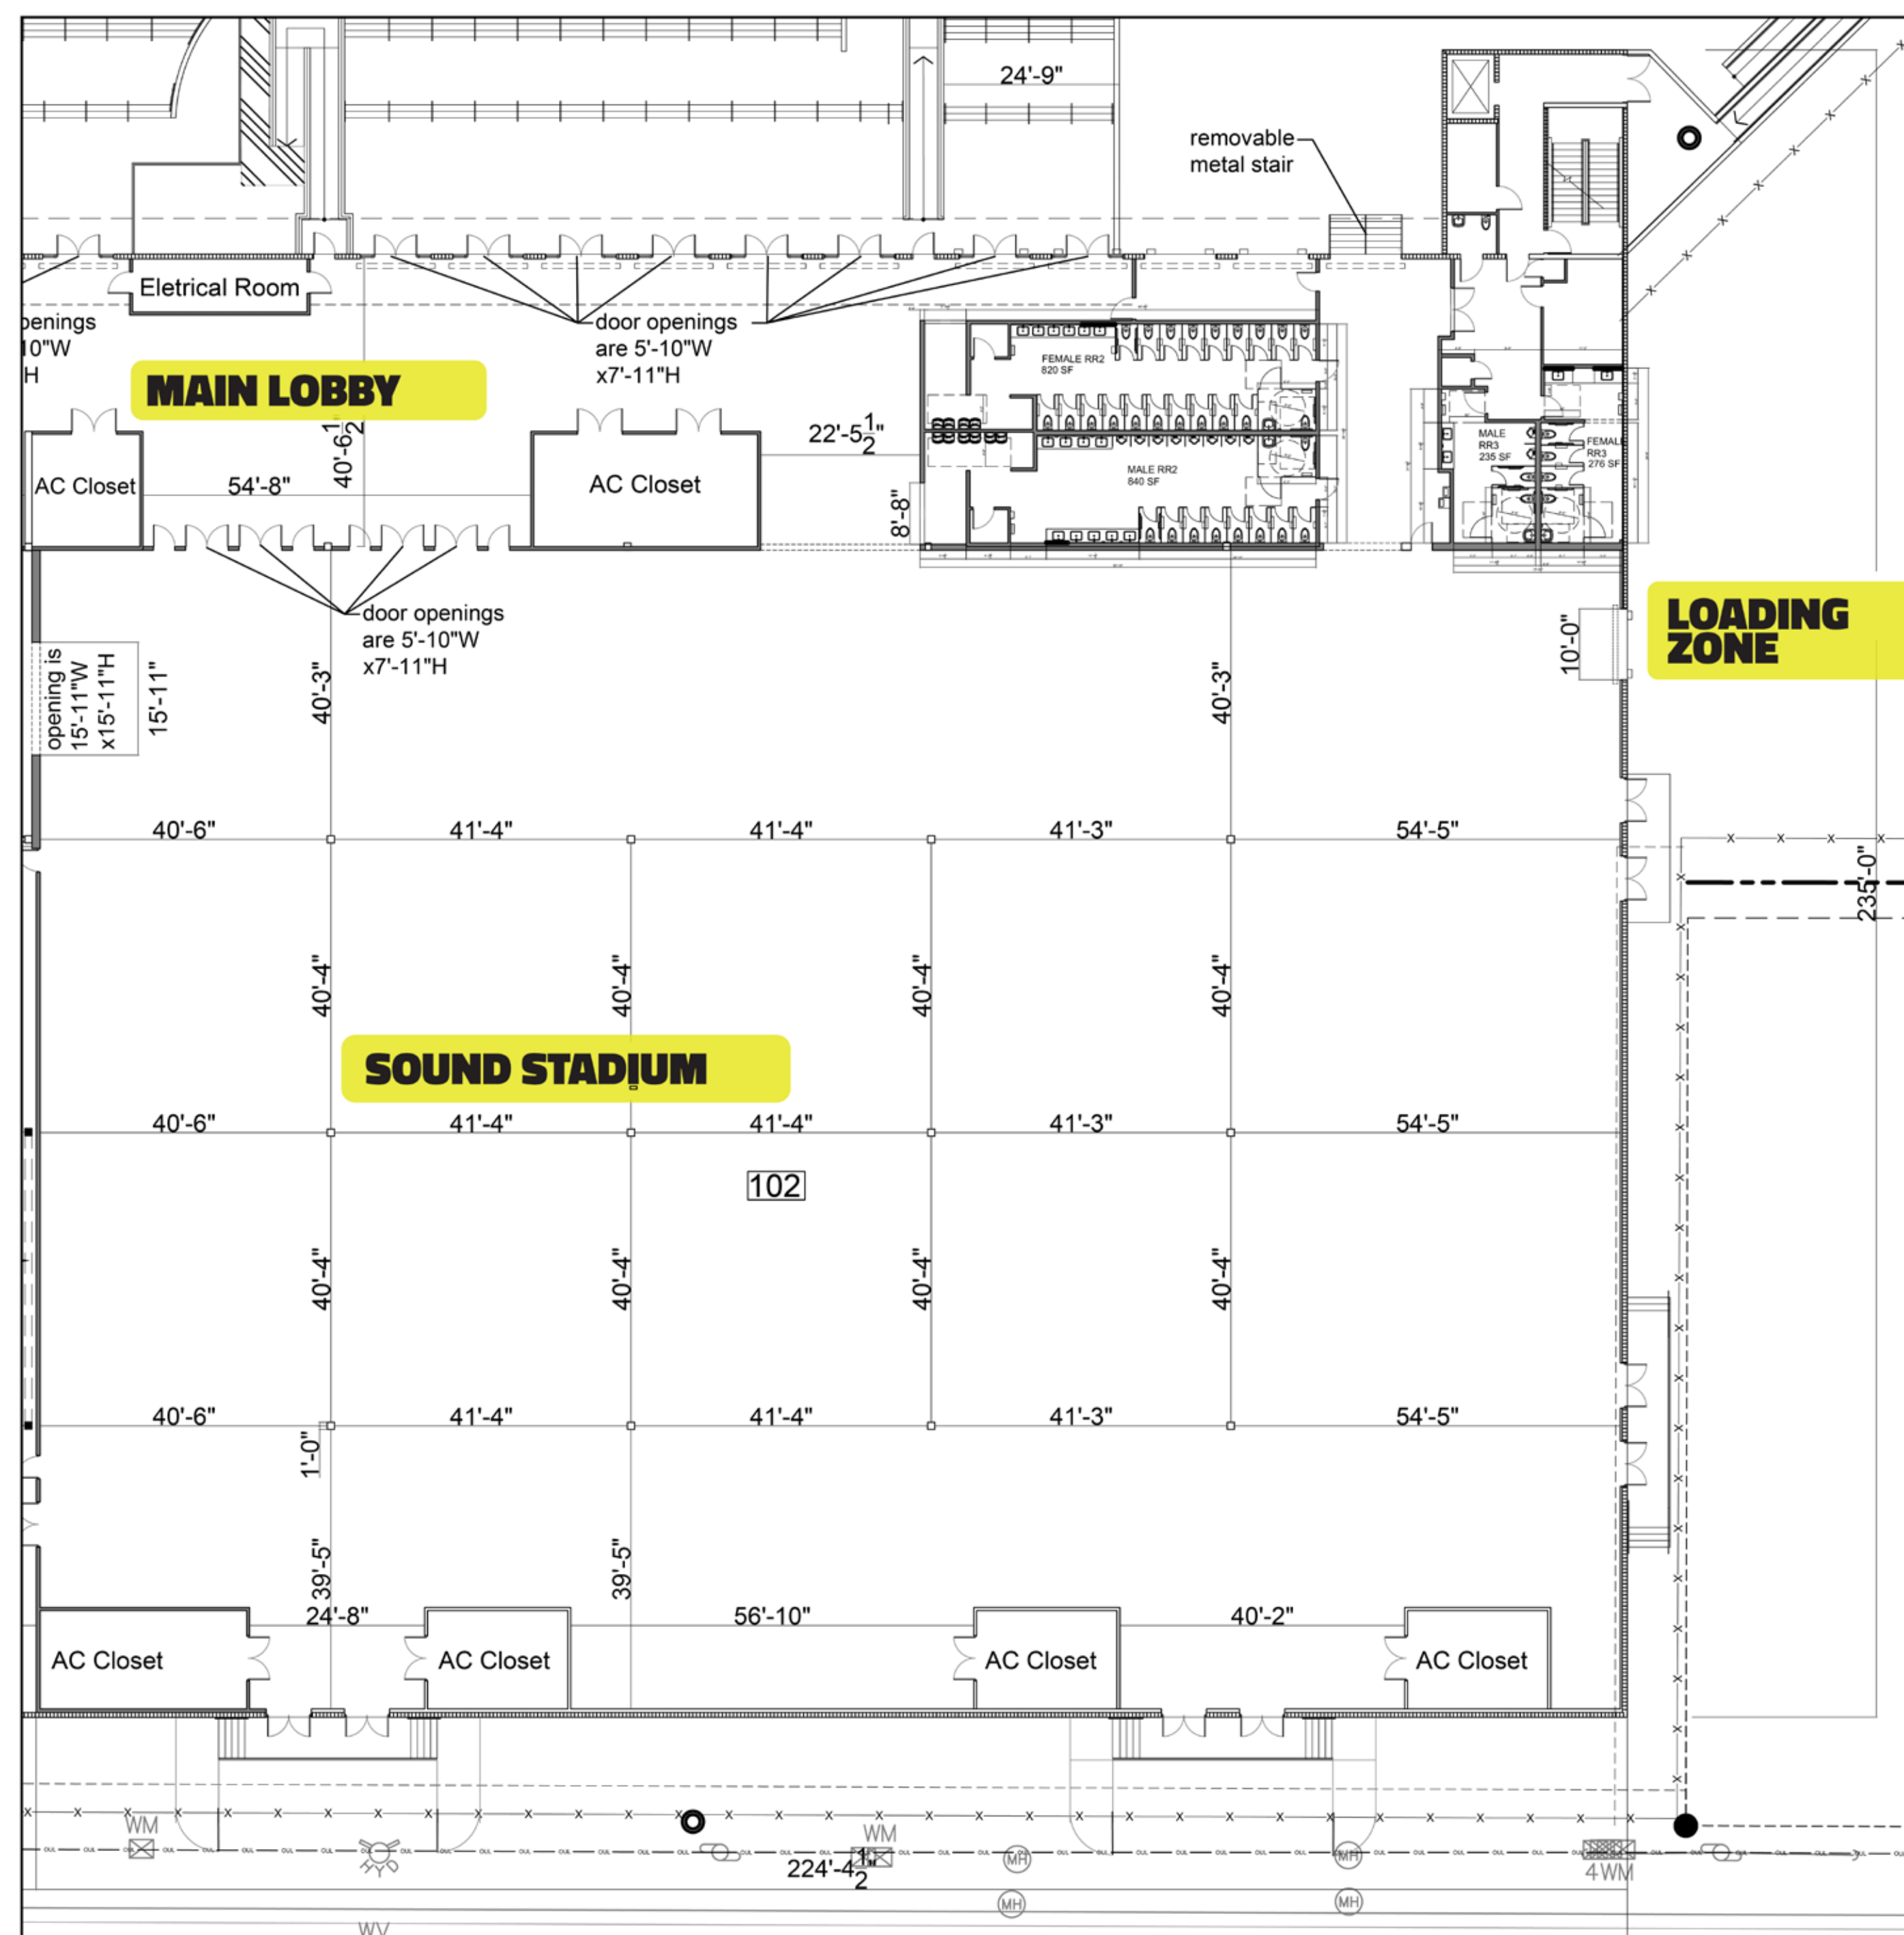 24'-9"
removable
metal stair
Eletrical Room
penings
10"W
H
door openings
are 5'-10"W
x7'-11"H
MAIN LOBBY
FEMALE RR2
820 SF
40'-6 1/2
22'-5 1/2"
AC Closet
54'-8"
AC Closet
8'-8"
MALE RR2
840 SF
MALE
RR3
235 SF
FEMAL
RR3
276 SF
door openings
are 5'-10"W
x7'-11"H
LOADING
ZONE
10'-0"
opening is
15'-11"W
x15'-11"H
15'-11"
40'-3"
40'-3"
40'-6"
41'-4"
41'-4"
41'-3"
54'-5"
235'-0"
40'-4"
40'-4"
40'-4"
40'-4"
SOUND STADIUM
40'-6"
41'-4"
41'-4"
41'-3"
54'-5"
102
40'-4"
40'-4"
40'-4"
40'-4"
40'-6"
41'-4"
41'-4"
41'-3"
54'-5"
1'-0"
39'-5"
39'-5"
24'-8"
56'-10"
40'-2"
AC Closet
AC Closet
AC Closet
AC Closet
WM
WM
HYD
MH
MH
224'-4 1/2"
4WM
MH
MH
WV